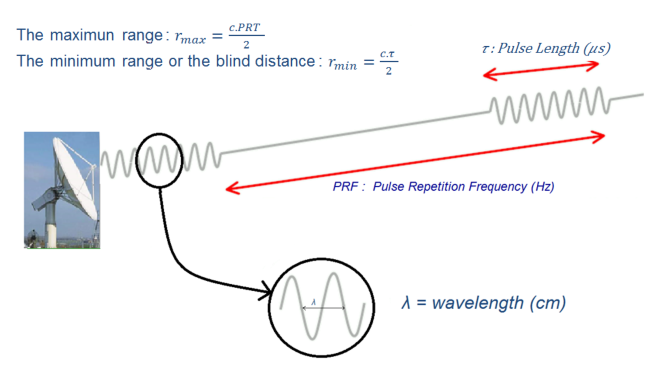 The maximun range : r_max = c.PRT/2
The minimum range or the blind distance : r_min = c.τ/2
τ : Pulse Length (μs)
PRF : Pulse Repetition Frequency (Hz)
λ
λ = wavelength (cm)